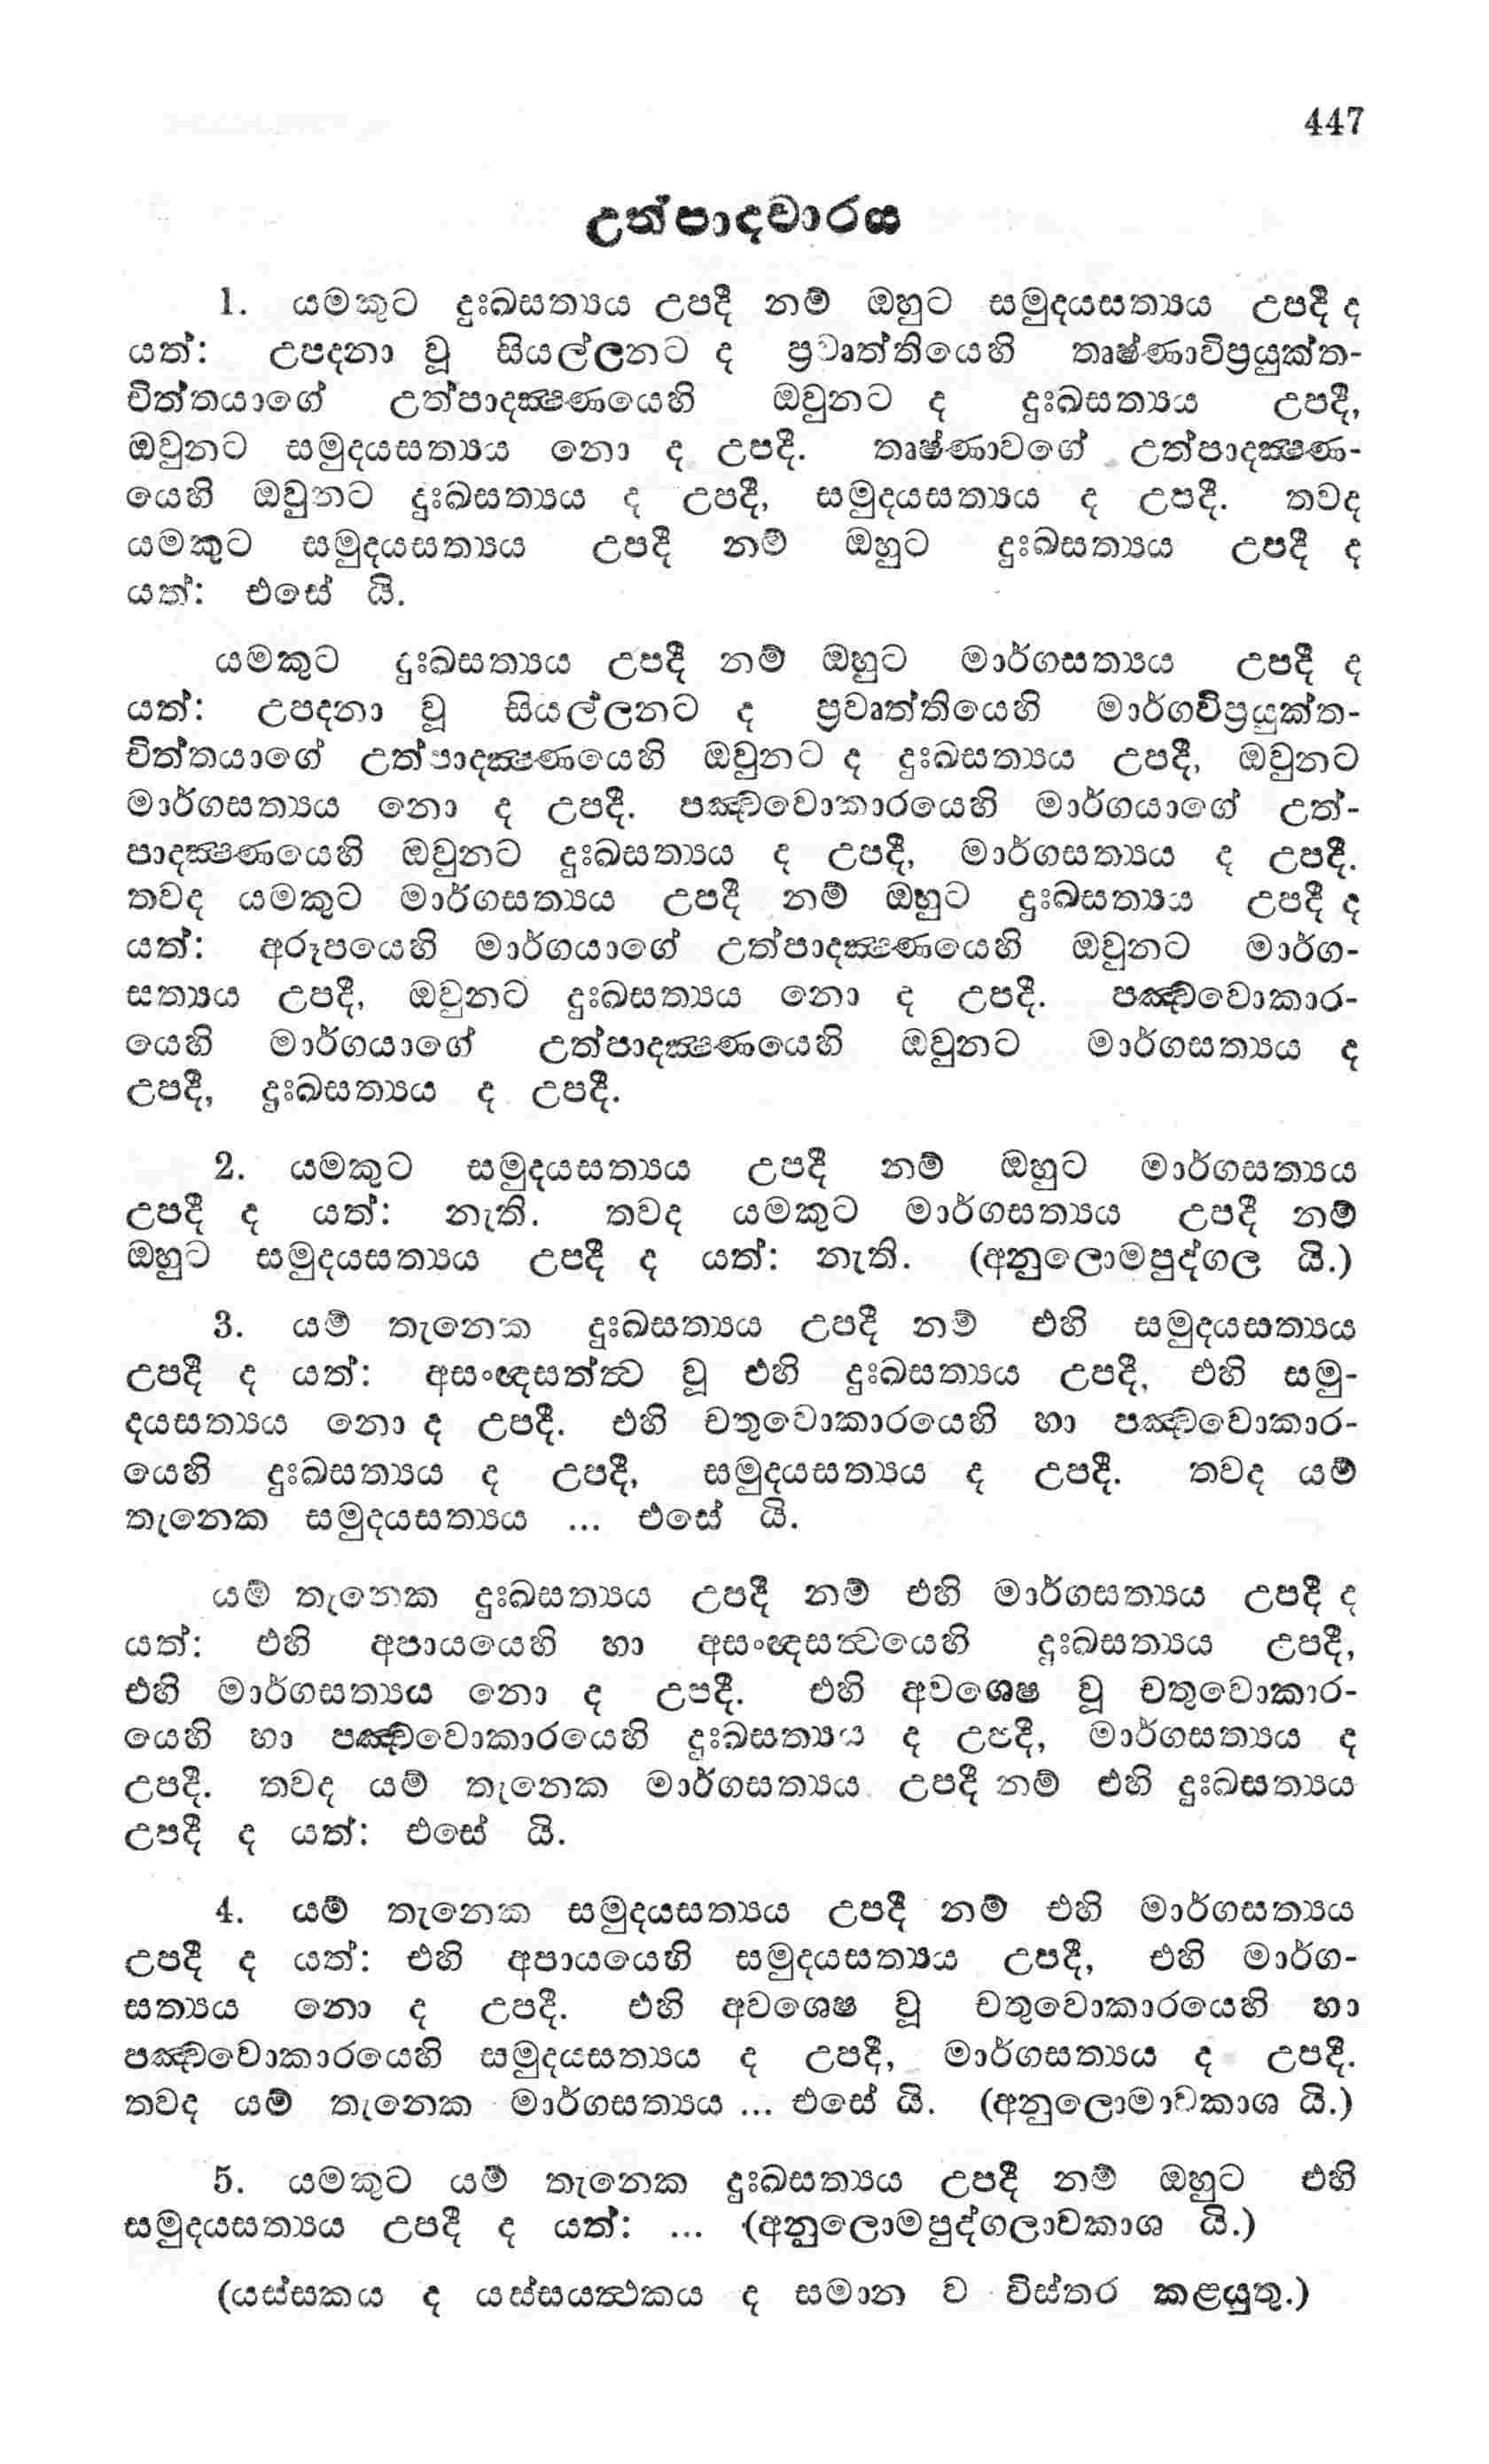 447
උත්පාදවාරය
1. යමකුට දුඃඛසත්‍යය උපදී නම් ඔහුට සමුදයසත්‍යය උපදී ද
යත්: උපදනා වූ සියල්ලනට ද ප්‍රවෘත්තියෙහි තෘෂ්ණාවිප්‍රයුක්ත-
චිත්තයාගේ උත්පාදක්‍ෂණයෙහි ඔවුනට ද දුඃඛසත්‍යය උපදී,
ඔවුනට සමුදයසත්‍යය නො ද උපදී. තෘෂ්ණාවගේ උත්පාදක්‍ෂණ-
යෙහි ඔවුනට දුඃඛසත්‍යය ද උපදී, සමුදයසත්‍යය ද උපදී. තවද
යමකුට සමුදයසත්‍යය උපදී නම් ඔහුට දුඃඛසත්‍යය උපදී ද
යත්: එසේ යි.
යමකුට දුඃඛසත්‍යය උපදී නම් ඔහුට මාර්ගසත්‍යය උපදී ද
යත්: උපදනා වූ සියල්ලනට ද ප්‍රවෘත්තියෙහි මාර්ගවිප්‍රයුක්ත-
චිත්තයාගේ උත්පාදක්‍ෂණයෙහි ඔවුනට ද දුඃඛසත්‍යය උපදී, ඔවුනට
මාර්ගසත්‍යය නො ද උපදී. පඤ්චවොකාරයෙහි මාර්ගයාගේ උත්-
පාදක්‍ෂණයෙහි ඔවුනට දුඃඛසත්‍යය ද උපදී, මාර්ගසත්‍යය ද උපදී.
තවද යමකුට මාර්ගසත්‍යය උපදී නම් ඔහුට දුඃඛසත්‍යය උපදී ද
යත්: අරූපයෙහි මාර්ගයාගේ උත්පාදක්‍ෂණයෙහි ඔවුනට මාර්ග-
සත්‍යය උපදී, ඔවුනට දුඃඛසත්‍යය නො ද උපදී. පඤ්චවොකාර-
යෙහි මාර්ගයාගේ උත්පාදක්‍ෂණයෙහි ඔවුනට මාර්ගසත්‍යය ද
උපදී, දුඃඛසත්‍යය ද උපදී.
2. යමකුට සමුදයසත්‍යය උපදී නම් ඔහුට මාර්ගසත්‍යය
උපදී ද යත්: නැති. තවද යමකුට මාර්ගසත්‍යය උපදී නම්
ඔහුට සමුදයසත්‍යය උපදී ද යත්: නැති. (අනුලොමපුද්ගල යි.)
3. යම් තැනෙක දුඃඛසත්‍යය උපදී නම් එහි සමුදයසත්‍යය
උපදී ද යත්: අසංඥසත්ත්‍ව වූ එහි දුඃඛසත්‍යය උපදී, එහි සමු-
දයසත්‍යය නො ද උපදී. එහි චතුවොකාරයෙහි හා පඤ්චවොකාර-
යෙහි දුඃඛසත්‍යය ද උපදී, සමුදයසත්‍යය ද උපදී. තවද යම්
තැනෙක සමුදයසත්‍යය ... එසේ යි.
යම් තැනෙක දුඃඛසත්‍යය උපදී නම් එහි මාර්ගසත්‍යය උපදී ද
යත්: එහි අපායයෙහි හා අසංඥසත්‍වයෙහි දුඃඛසත්‍යය උපදී,
එහි මාර්ගසත්‍යය නො ද උපදී. එහි අවශෙෂ වූ චතුවොකාර-
යෙහි හා පඤ්චවොකාරයෙහි දුඃඛසත්‍යය ද උපදී, මාර්ගසත්‍යය ද
උපදී. තවද යම් තැනෙක මාර්ගසත්‍යය උපදී නම් එහි දුඃඛසත්‍යය
උපදී ද යත්: එසේ යි.
4. යම් තැනෙක සමුදයසත්‍යය උපදී නම් එහි මාර්ගසත්‍යය
උපදී ද යත්: එහි අපායයෙහි සමුදයසත්‍යය උපදී, එහි මාර්ග-
සත්‍යය නො ද උපදී. එහි අවශෙෂ වූ චතුවොකාරයෙහි හා
පඤ්චවොකාරයෙහි සමුදයසත්‍යය ද උපදී, මාර්ගසත්‍යය ද උපදී.
තවද යම් තැනෙක මාර්ගසත්‍යය ... එසේ යි. (අනුලොමාවකාශ යි.)
5. යමකුට යම් තැනෙක දුඃඛසත්‍යය උපදී නම් ඔහුට එහි
සමුදයසත්‍යය උපදී ද යත්: ... (අනුලොමපුද්ගලාවකාශ යි.)
(යස්සකය ද යස්සයත්‍ථකය ද සමාන ව විස්තර කළයුතු.)